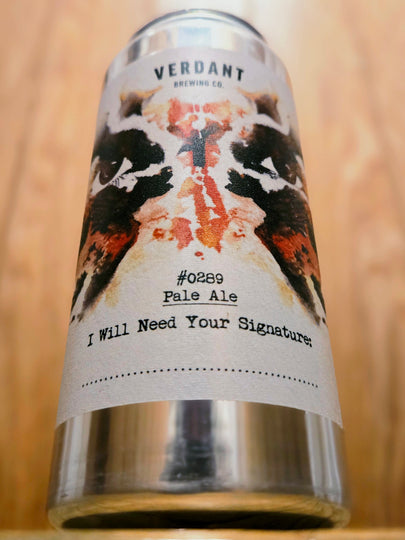 VERDANT
BREWING CO.
#0289
Pale Ale
I Will Need Your Signature: